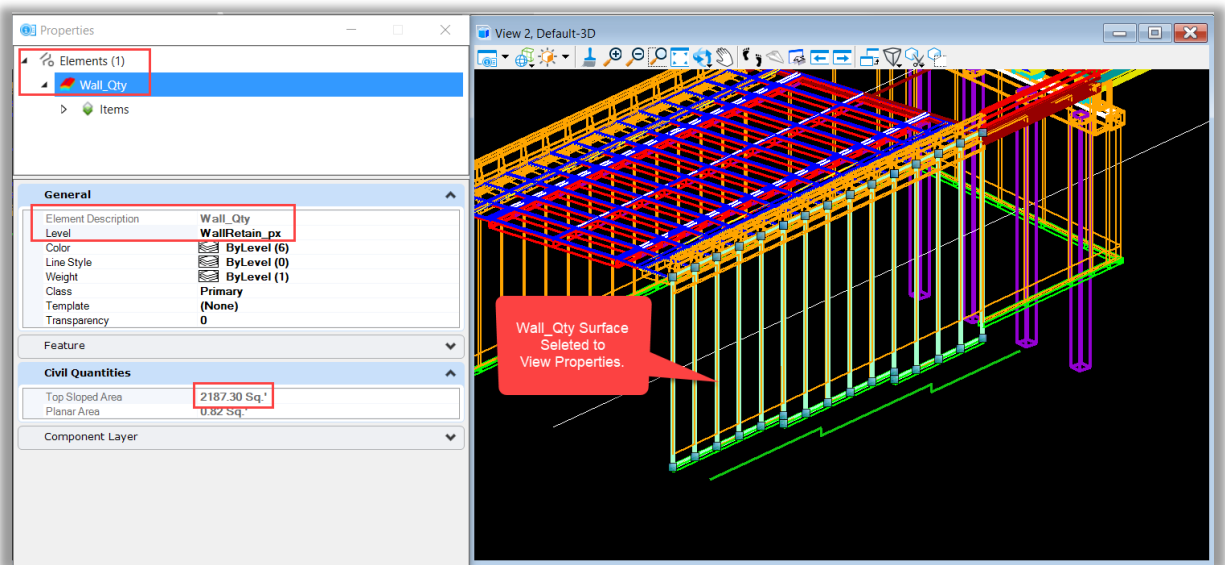 Properties
Elements (1)
Wall_Qty
Items
General
Element Description Wall_Qty
Level WallRetain_px
Color ByLevel (6)
Line Style ByLevel (0)
Weight ByLevel (1)
Class Primary
Template (None)
Transparency 0
Feature
Civil Quantities
Top Sloped Area 2187.30 Sq.'
Planar Area 0.82 Sq.'
Component Layer
View 2, Default-3D
Wall_Qty Surface
Seleted to
View Properties.